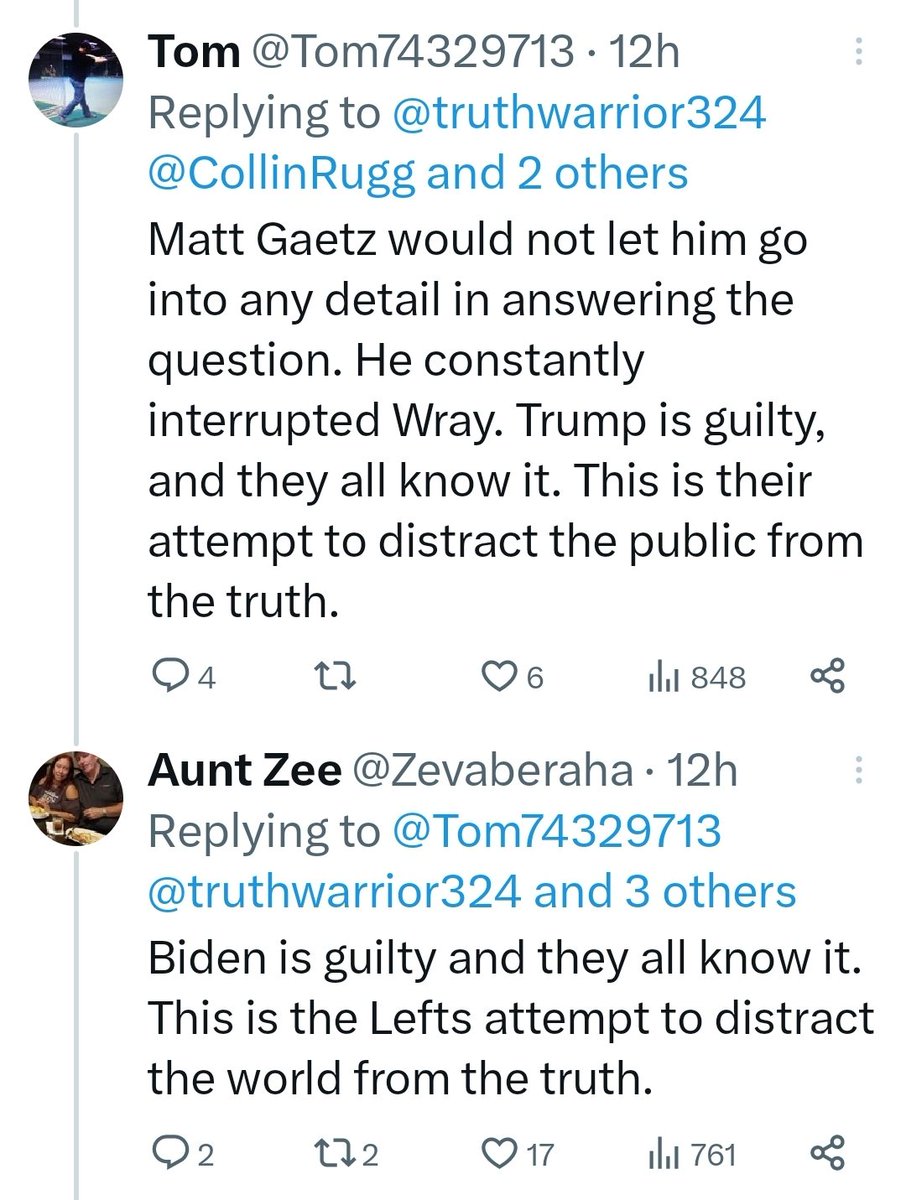 Tom @Tom74329713 · 12h
Replying to @truthwarrior324
@CollinRugg and 2 others
Matt Gaetz would not let him go
into any detail in answering the
question. He constantly
interrupted Wray. Trump is guilty,
and they all know it. This is their
attempt to distract the public from
the truth.
4 6 848
Aunt Zee @Zevaberaha · 12h
Replying to @Tom74329713
@truthwarrior324 and 3 others
Biden is guilty and they all know it.
This is the Lefts attempt to distract
the world from the truth.
2 2 17 761